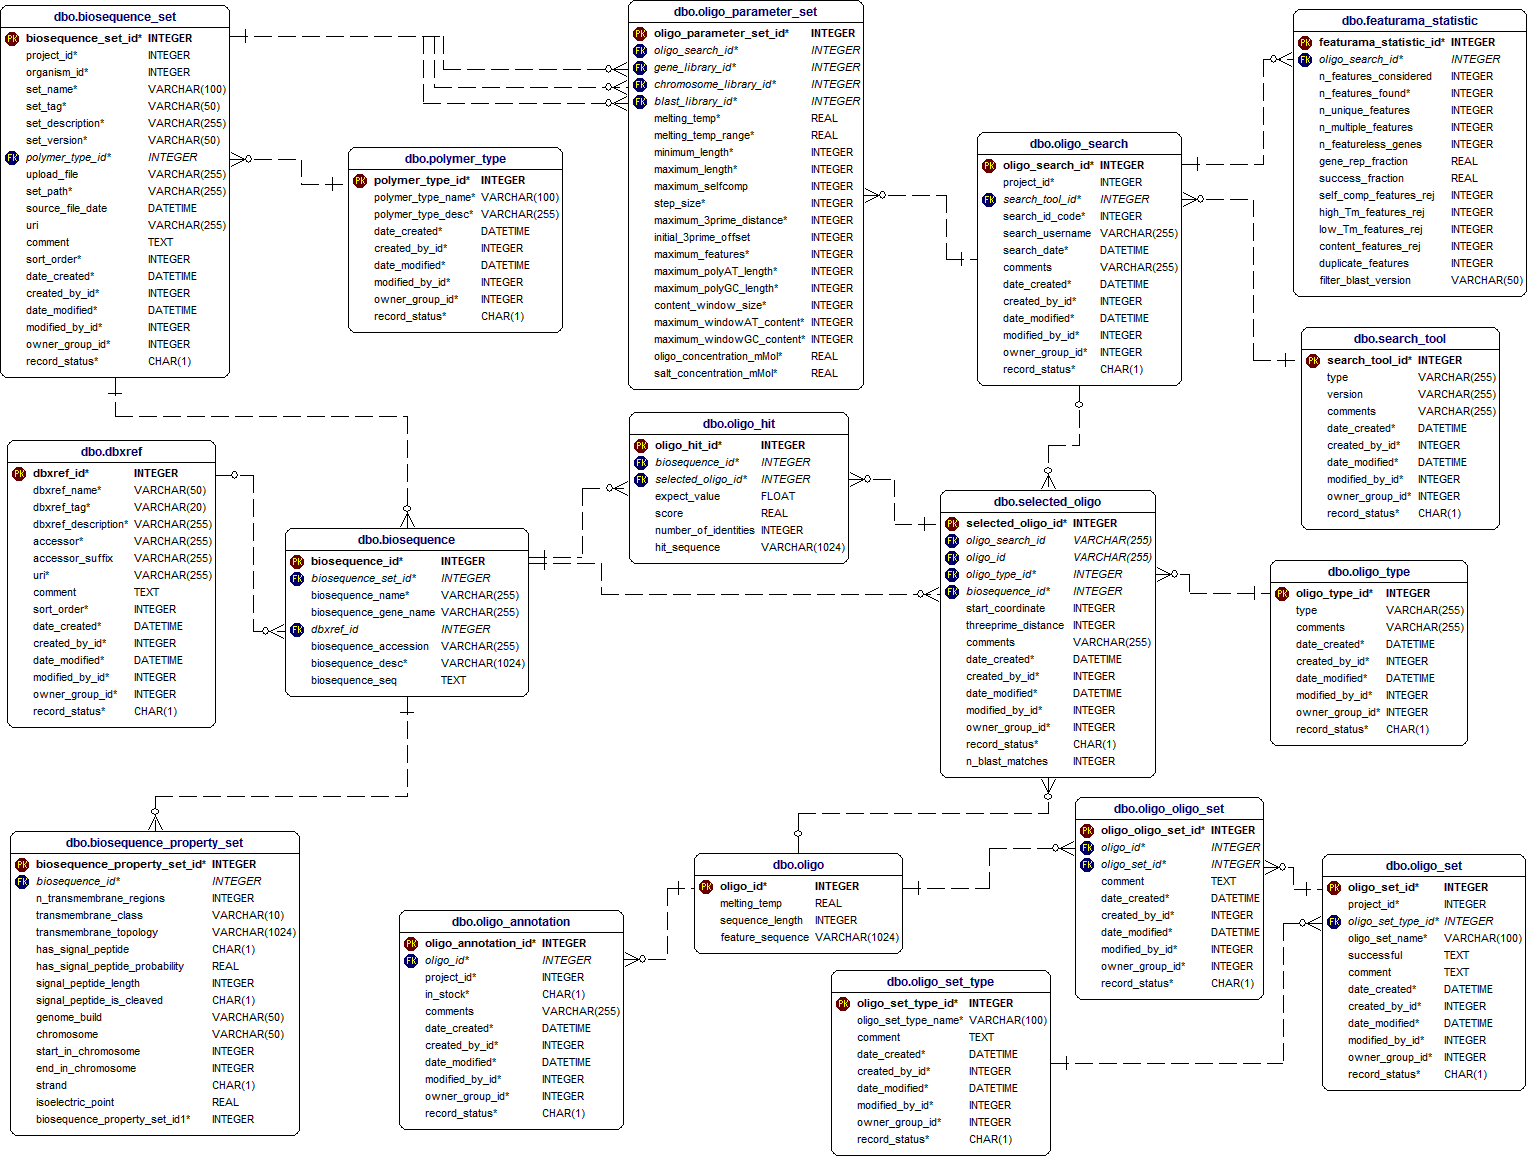 dbo.biosequence_set
PK biosequence_set_id* INTEGER
project_id* INTEGER
organism_id* INTEGER
set_name* VARCHAR(100)
set_tag* VARCHAR(50)
set_description* VARCHAR(255)
set_version* VARCHAR(50)
FK polymer_type_id* INTEGER
upload_file VARCHAR(255)
set_path* VARCHAR(255)
source_file_date DATETIME
uri VARCHAR(255)
comment TEXT
sort_order* INTEGER
date_created* DATETIME
created_by_id* INTEGER
date_modified* DATETIME
modified_by_id* INTEGER
owner_group_id* INTEGER
record_status* CHAR(1)
dbo.polymer_type
PK polymer_type_id* INTEGER
polymer_type_name* VARCHAR(100)
polymer_type_desc* VARCHAR(255)
date_created* DATETIME
created_by_id* INTEGER
date_modified* DATETIME
modified_by_id* INTEGER
owner_group_id* INTEGER
record_status* CHAR(1)
dbo.oligo_parameter_set
PK oligo_parameter_set_id* INTEGER
FK oligo_search_id* INTEGER
FK gene_library_id* INTEGER
FK chromosome_library_id* INTEGER
FK blast_library_id* INTEGER
melting_temp* REAL
melting_temp_range* REAL
minimum_length* INTEGER
maximum_length* INTEGER
maximum_selfcomp INTEGER
step_size* INTEGER
maximum_3prime_distance* INTEGER
initial_3prime_offset INTEGER
maximum_features* INTEGER
maximum_polyAT_length* INTEGER
maximum_polyGC_length* INTEGER
content_window_size* INTEGER
maximum_windowAT_content* INTEGER
maximum_windowGC_content* INTEGER
oligo_concentration_mMol* REAL
salt_concentration_mMol* REAL
dbo.oligo_search
PK oligo_search_id* INTEGER
project_id* INTEGER
FK search_tool_id* INTEGER
search_id_code* INTEGER
search_username VARCHAR(255)
search_date* DATETIME
comments VARCHAR(255)
date_created* DATETIME
created_by_id* INTEGER
date_modified* DATETIME
modified_by_id* INTEGER
owner_group_id* INTEGER
record_status* CHAR(1)
dbo.featurama_statistic
PK featurama_statistic_id* INTEGER
FK oligo_search_id* INTEGER
n_features_considered INTEGER
n_features_found* INTEGER
n_unique_features INTEGER
n_multiple_features INTEGER
n_featureless_genes INTEGER
gene_rep_fraction REAL
success_fraction REAL
self_comp_features_rej INTEGER
high_Tm_features_rej INTEGER
low_Tm_features_rej INTEGER
content_features_rej INTEGER
duplicate_features INTEGER
filter_blast_version VARCHAR(50)
dbo.search_tool
PK search_tool_id* INTEGER
type VARCHAR(255)
version VARCHAR(255)
comments VARCHAR(255)
date_created* DATETIME
created_by_id* INTEGER
date_modified* DATETIME
modified_by_id* INTEGER
owner_group_id* INTEGER
record_status* CHAR(1)
dbo.dbxref
PK dbxref_id* INTEGER
dbxref_name* VARCHAR(50)
dbxref_tag* VARCHAR(20)
dbxref_description* VARCHAR(255)
accessor* VARCHAR(255)
accessor_suffix VARCHAR(255)
uri* VARCHAR(255)
comment TEXT
sort_order* INTEGER
date_created* DATETIME
created_by_id* INTEGER
date_modified* DATETIME
modified_by_id* INTEGER
owner_group_id* INTEGER
record_status* CHAR(1)
dbo.biosequence
PK biosequence_id* INTEGER
FK biosequence_set_id* INTEGER
biosequence_name* VARCHAR(255)
biosequence_gene_name VARCHAR(255)
FK dbxref_id INTEGER
biosequence_accession VARCHAR(255)
biosequence_desc* VARCHAR(1024)
biosequence_seq TEXT
dbo.oligo_hit
PK oligo_hit_id* INTEGER
FK biosequence_id* INTEGER
FK selected_oligo_id* INTEGER
expect_value FLOAT
score REAL
number_of_identities INTEGER
hit_sequence VARCHAR(1024)
dbo.selected_oligo
PK selected_oligo_id* INTEGER
FK oligo_search_id VARCHAR(255)
FK oligo_id VARCHAR(255)
FK oligo_type_id* INTEGER
FK biosequence_id* INTEGER
start_coordinate INTEGER
threeprime_distance INTEGER
comments VARCHAR(255)
date_created* DATETIME
created_by_id* INTEGER
date_modified* DATETIME
modified_by_id* INTEGER
owner_group_id* INTEGER
record_status* CHAR(1)
n_blast_matches INTEGER
dbo.oligo_type
PK oligo_type_id* INTEGER
type VARCHAR(255)
comments VARCHAR(255)
date_created* DATETIME
created_by_id* INTEGER
date_modified* DATETIME
modified_by_id* INTEGER
owner_group_id* INTEGER
record_status* CHAR(1)
dbo.biosequence_property_set
PK biosequence_property_set_id* INTEGER
FK biosequence_id* INTEGER
n_transmembrane_regions INTEGER
transmembrane_class VARCHAR(10)
transmembrane_topology VARCHAR(1024)
has_signal_peptide CHAR(1)
has_signal_peptide_probability REAL
signal_peptide_length INTEGER
signal_peptide_is_cleaved CHAR(1)
genome_build VARCHAR(50)
chromosome VARCHAR(50)
start_in_chromosome INTEGER
end_in_chromosome INTEGER
strand CHAR(1)
isoelectric_point REAL
biosequence_property_set_id1* INTEGER
dbo.oligo_annotation
PK oligo_annotation_id* INTEGER
FK oligo_id* INTEGER
project_id* INTEGER
in_stock* CHAR(1)
comments VARCHAR(255)
date_created* DATETIME
created_by_id* INTEGER
date_modified DATETIME
modified_by_id* INTEGER
owner_group_id* INTEGER
record_status* CHAR(1)
dbo.oligo
PK oligo_id* INTEGER
melting_temp REAL
sequence_length INTEGER
feature_sequence VARCHAR(1024)
dbo.oligo_set_type
PK oligo_set_type_id* INTEGER
oligo_set_type_name* VARCHAR(100)
comment TEXT
date_created* DATETIME
created_by_id* INTEGER
date_modified* DATETIME
modified_by_id* INTEGER
owner_group_id* INTEGER
record_status* CHAR(1)
dbo.oligo_oligo_set
PK oligo_oligo_set_id* INTEGER
FK oligo_id* INTEGER
FK oligo_set_id* INTEGER
comment TEXT
date_created* DATETIME
created_by_id* INTEGER
date_modified* DATETIME
modified_by_id* INTEGER
owner_group_id* INTEGER
record_status* CHAR(1)
dbo.oligo_set
PK oligo_set_id* INTEGER
project_id* INTEGER
FK oligo_set_type_id* INTEGER
oligo_set_name* VARCHAR(100)
successful TEXT
comment TEXT
date_created* DATETIME
created_by_id* INTEGER
date_modified* DATETIME
modified_by_id* INTEGER
owner_group_id* INTEGER
record_status* CHAR(1)